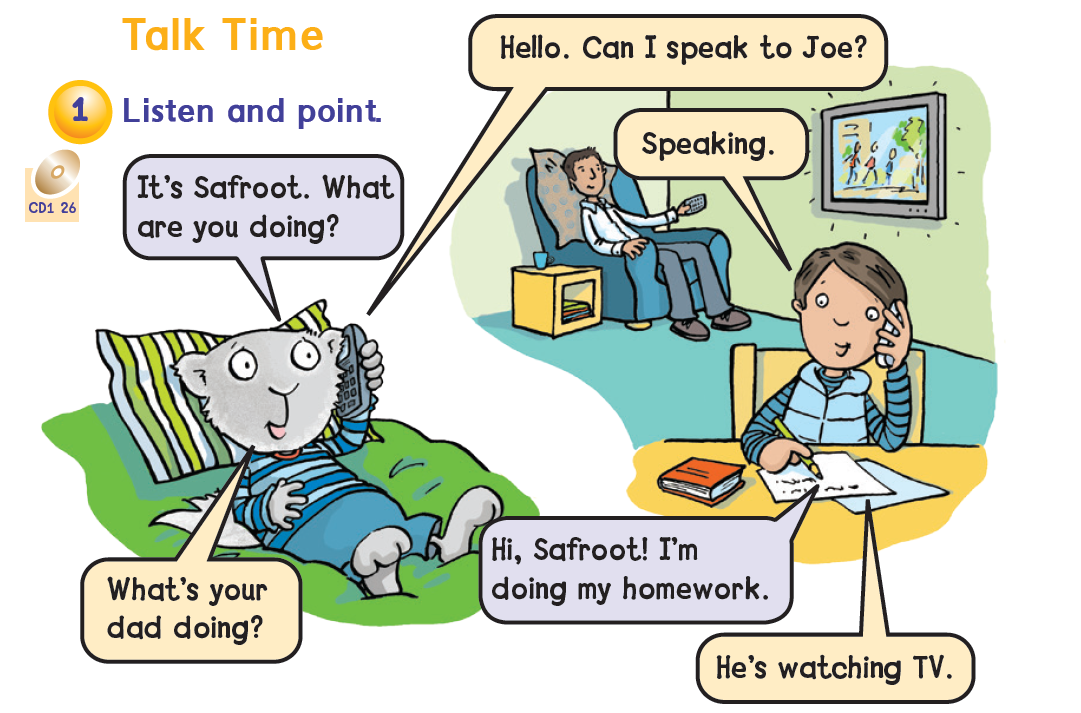 Talk Time
1 Listen and point.
CD1 26
Hello. Can I speak to Joe?
Speaking.
It's Safroot. What
are you doing?
Hi, Safroot! I'm
doing my homework.
What's your
dad doing?
He's watching TV.